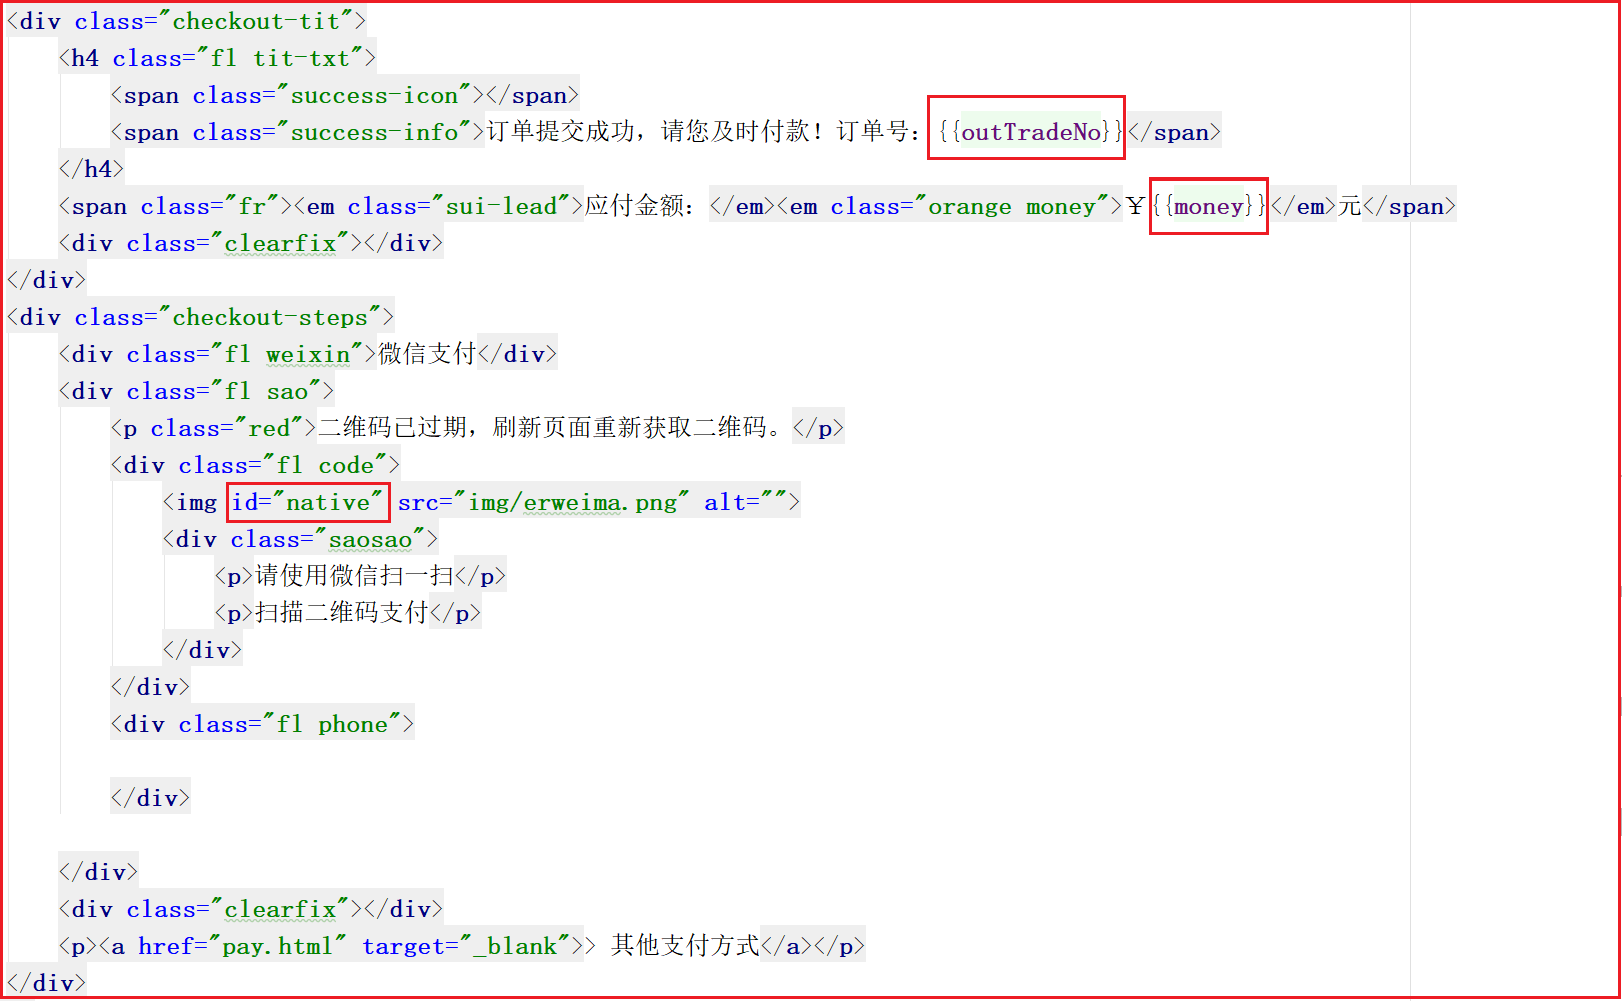 <div class="checkout-tit">
<h4 class="fl tit-txt">
<span class="success-icon"></span>
<span class="success-info">订单提交成功，请您及时付款！订单号：{{outTradeNo}}</span>
</h4>
<span class="fr"><em class="sui-lead">应付金额：</em><em class="orange money">￥{{money}}</em>元</span>
<div class="clearfix"></div>
</div>
<div class="checkout-steps">
<div class="fl weixin">微信支付</div>
<div class="fl sao">
<p class="red">二维码已过期，刷新页面重新获取二维码。</p>
<div class="fl code">
<img id="native" src="img/erweima.png" alt="">
<div class="saosao">
<p>请使用微信扫一扫</p>
<p>扫描二维码支付</p>
</div>
</div>
<div class="fl phone">
</div>
</div>
<div class="clearfix"></div>
<p><a href="pay.html" target="_blank">> 其他支付方式</a></p>
</div>